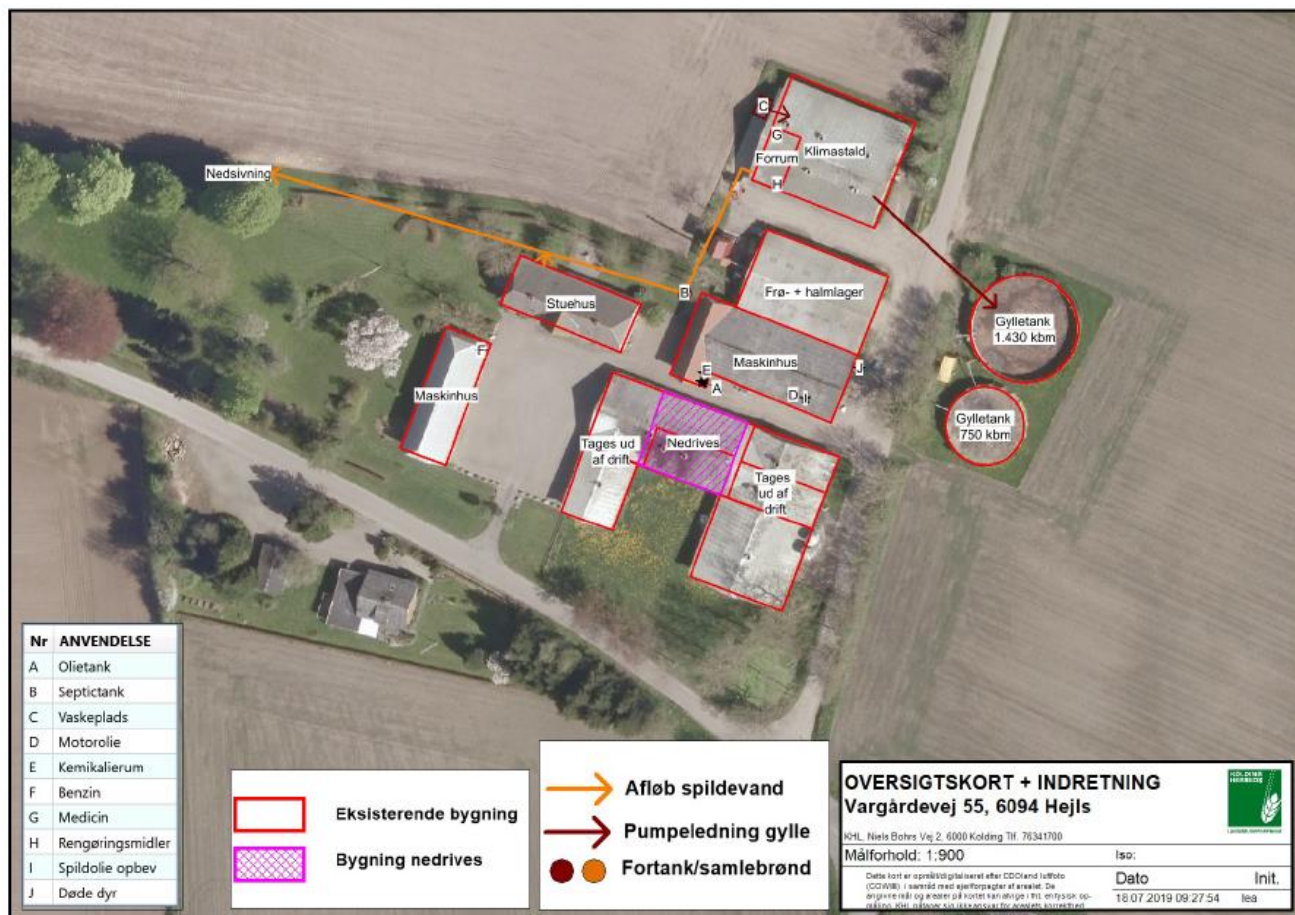 C
G
Klimastald
Forrum
H
Nedsivning
B
Stuehus
Frø- + halmlager
Gylletank
1.430 kbm
F
Maskinhus
Maskinhus
E
A
D
J
Gylletank
750 kbm
Nedrives
Tages ud
af drift
Tages
ud af
drift
Nr ANVENDELSE
A Olietank
B Septictank
C Vaskeplads
D Motorolie
E Kemikalierum
F Benzin
G Medicin
H Rengøringsmidler
I Spildolie opbev
J Døde dyr
Eksisterende bygning
Bygning nedrives
Afløb spildevand
Pumpeledning gylle
Fortank/samlebrønd
OVERSIGTSKORT + INDRETNING
Vargårdevej 55, 6094 Hejls
KHL, Niels Bohrs Vej 2, 6000 Kolding Tlf. 76341700
Målforhold: 1:900
Iso:
Dato
Init.
18.07.2019 09:27:54
lea